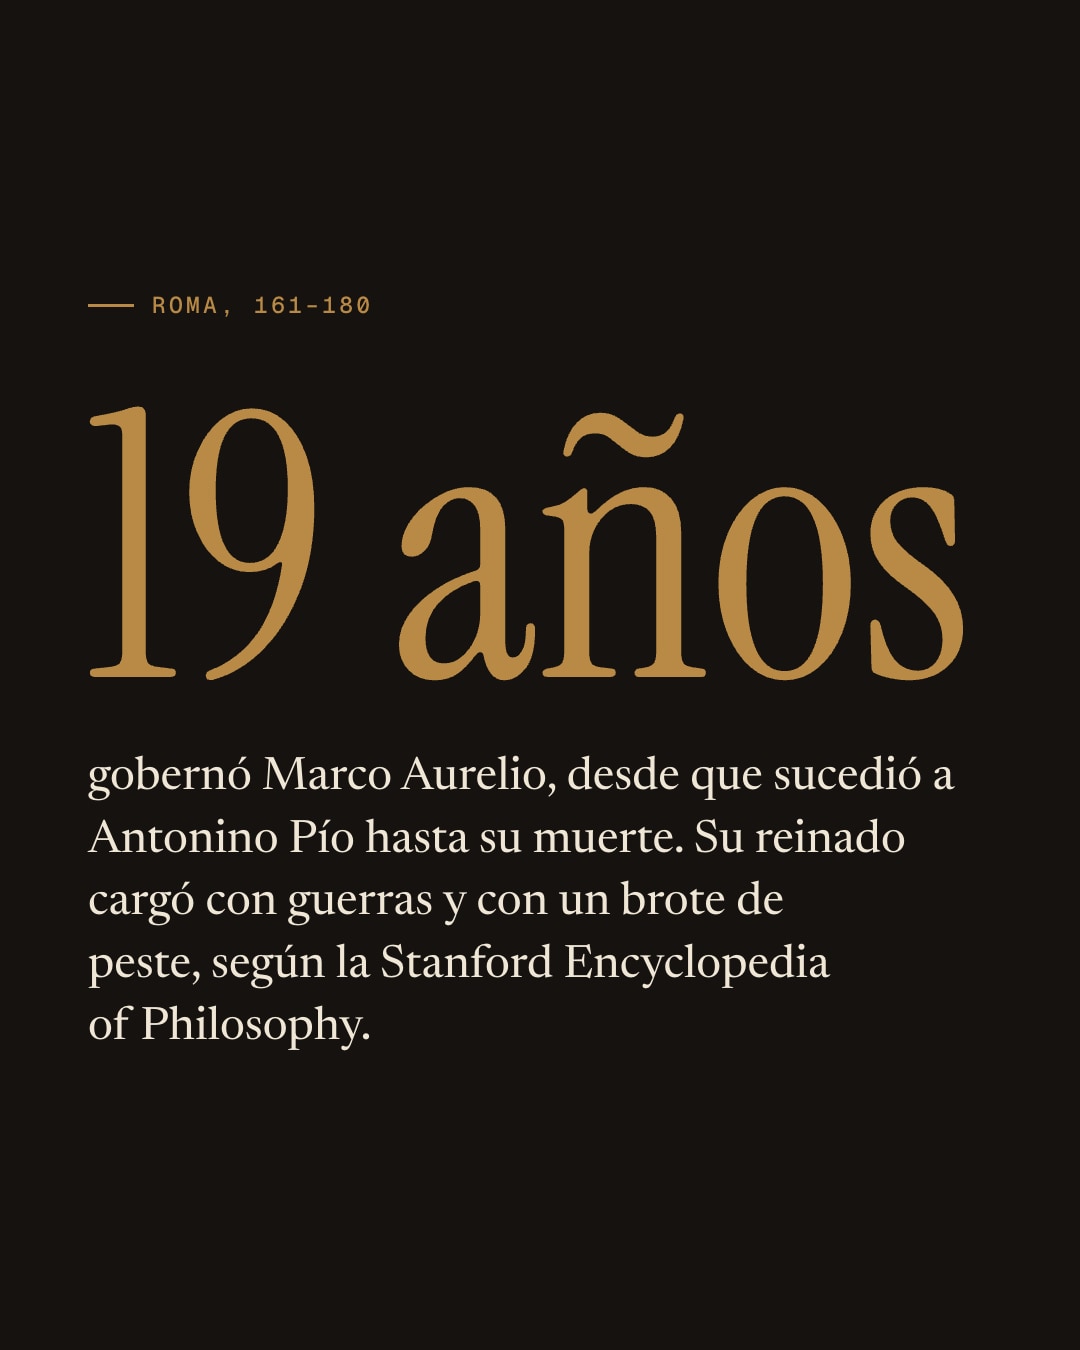 ROMA, 161–180
19 años
gobernó Marco Aurelio, desde que sucedió a
Antonino Pío hasta su muerte. Su reinado
cargó con guerras y con un brote de
peste, según la Stanford Encyclopedia
of Philosophy.